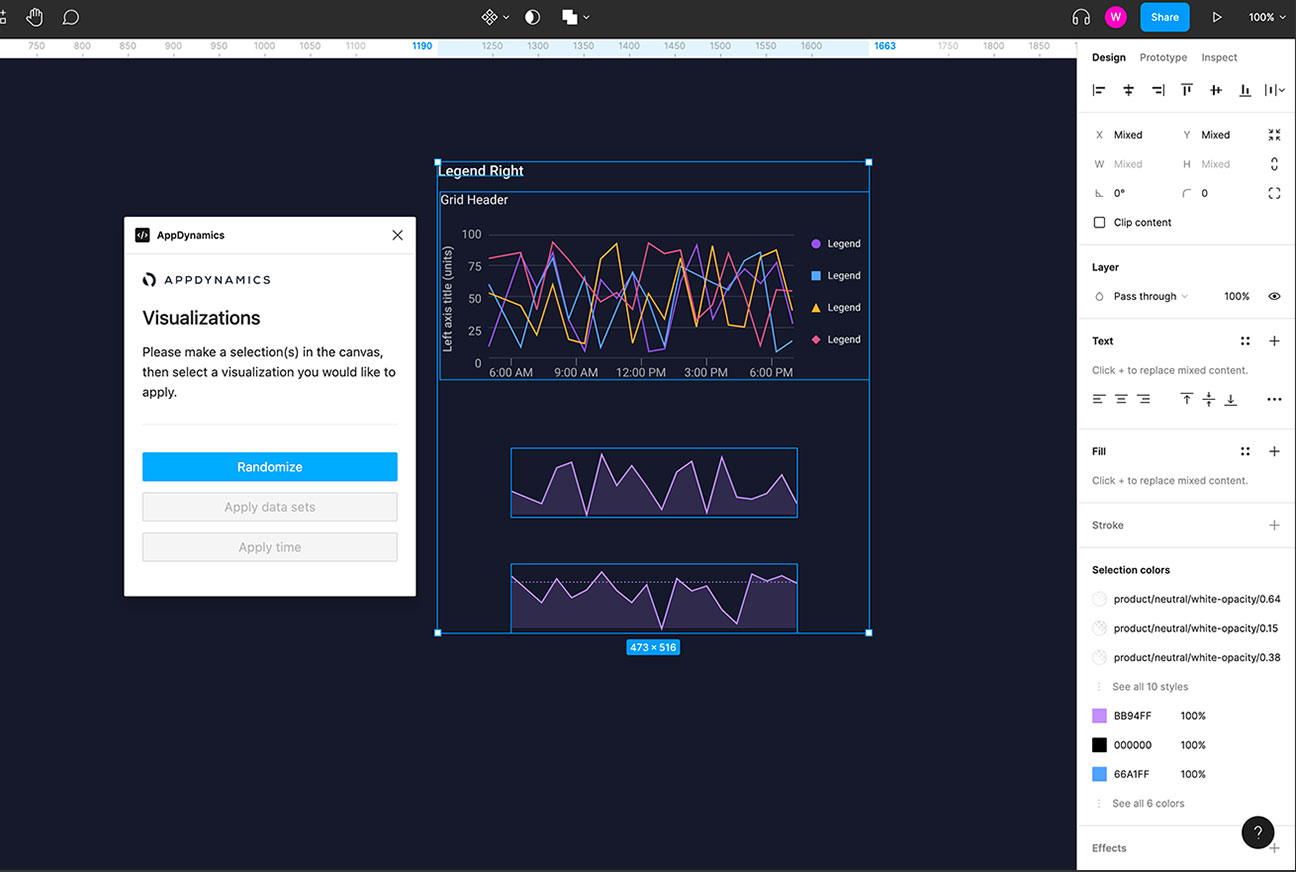 W
Share
100%
750 800 850 900 950 1000 1050 1100 1190 1250 1300 1350 1400 1450 1500 1550 1600 1663 1750 1800 1850
AppDynamics
APPDYNAMICS
Visualizations
Please make a selection(s) in the canvas,
then select a visualization you would like to
apply.
Randomize
Apply data sets
Apply time
Legend Right
Grid Header
Left axis title (units)
100
75
50
25
0
6:00 AM 9:00 AM 12:00 PM 3:00 PM 6:00 PM
Legend
Legend
Legend
Legend
473 × 516
Design Prototype Inspect
X Mixed Y Mixed
W Mixed H Mixed
0° 0
Clip content
Layer
Pass through 100%
Text
Click + to replace mixed content.
Fill
Click + to replace mixed content.
Stroke
Selection colors
product/neutral/white-opacity/0.64
product/neutral/white-opacity/0.15
product/neutral/white-opacity/0.38
See all 10 styles
BB94FF 100%
000000 100%
66A1FF 100%
See all 6 colors
Effects
?